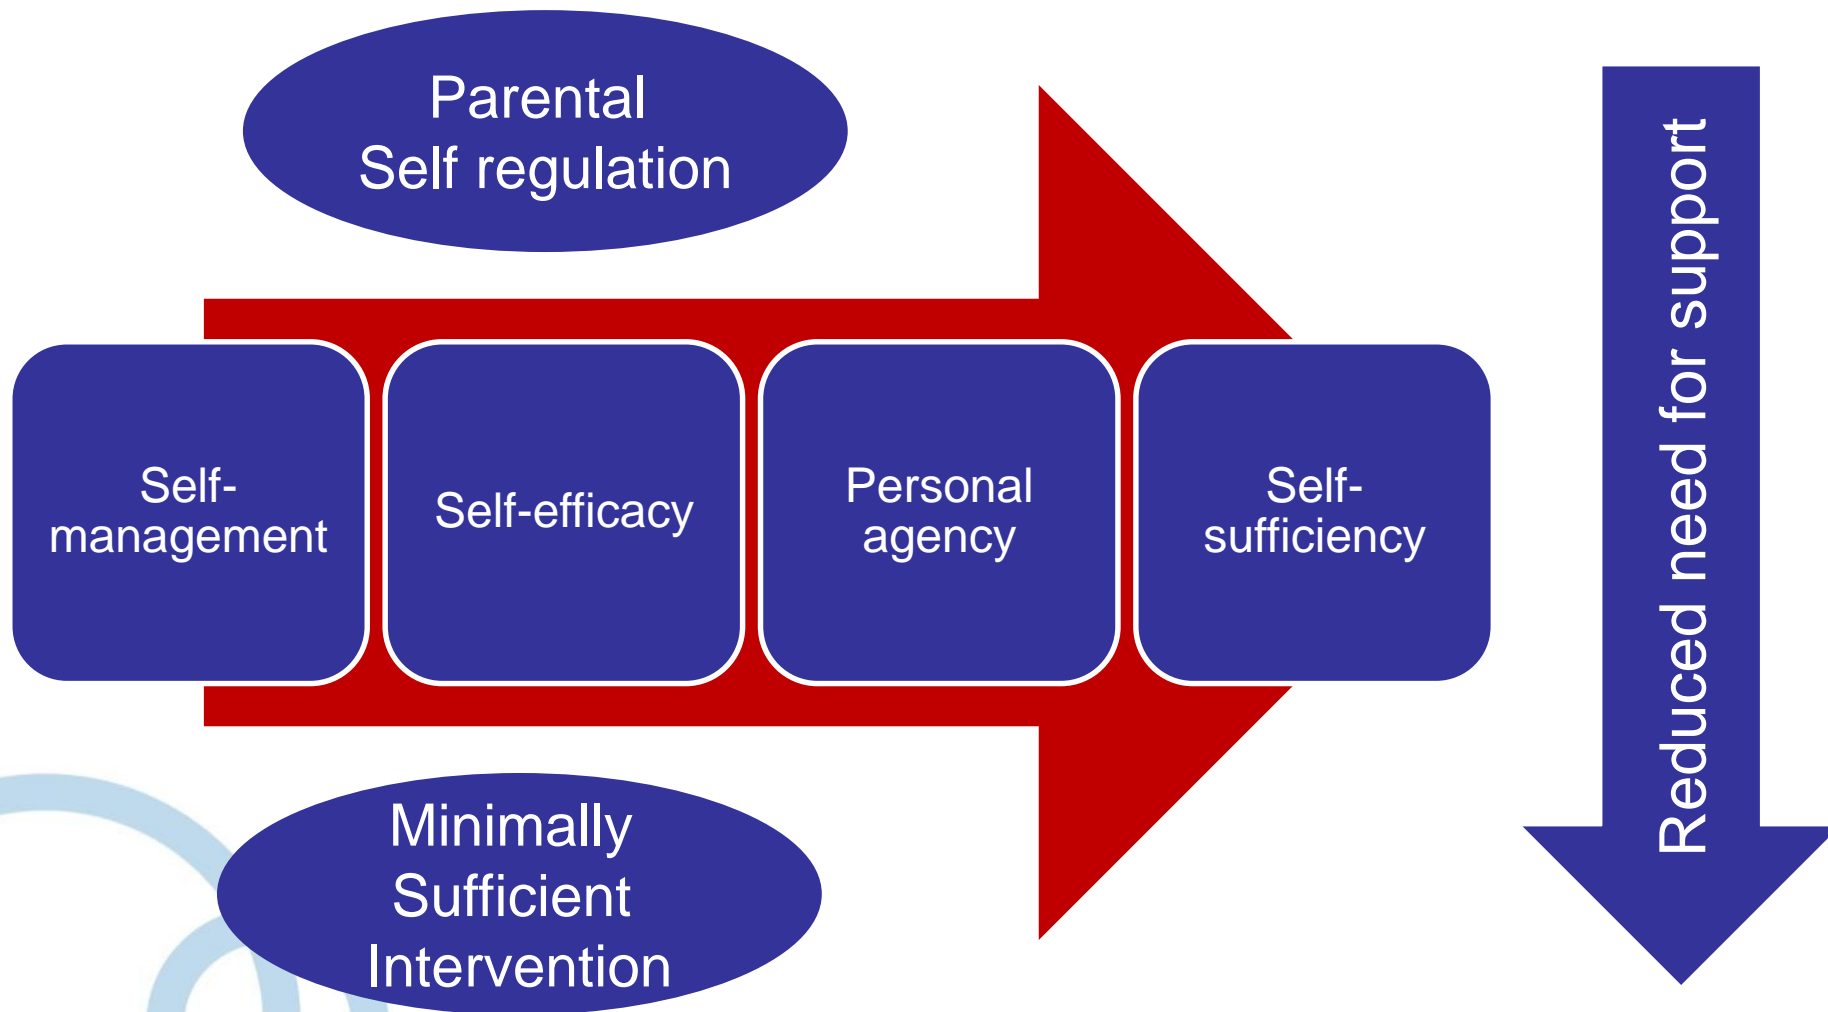 Parental
Self regulation
Self-
management
Self-efficacy
Personal
agency
Self-
sufficiency
Minimally
Sufficient
Intervention
Reduced need for support